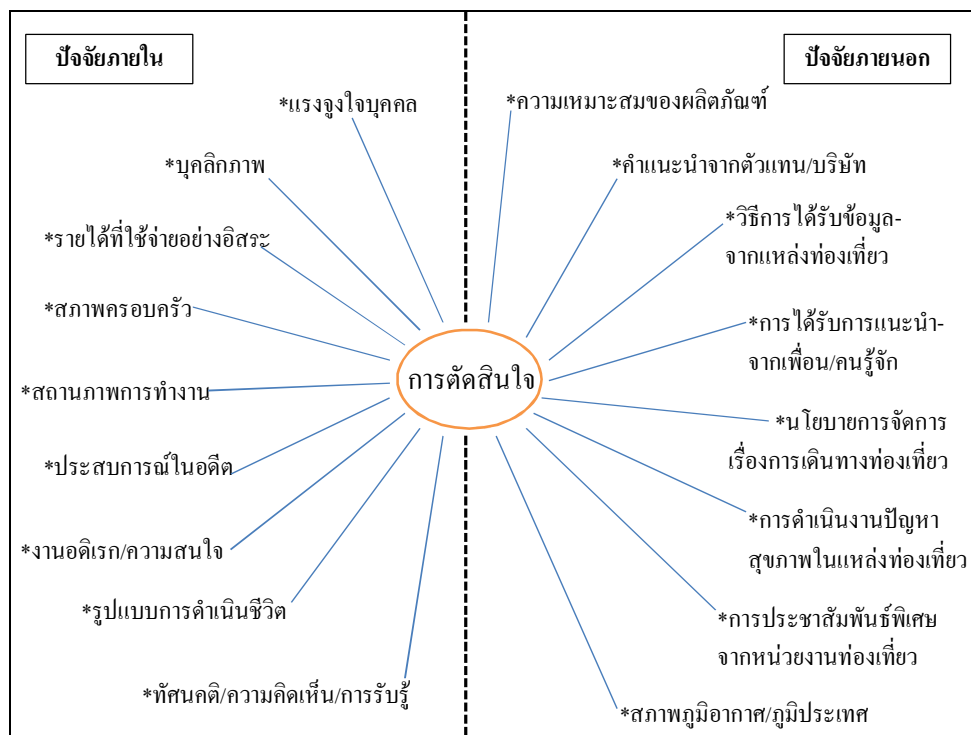 ปัจจัยภายใน
*แรงจูงใจบุคคล
*บุคลิกภาพ
*รายได้ที่ใช้จ่ายอย่างอิสระ
*สภาพครอบครัว
*สถานภาพการทำงาน
*ประสบการณ์ในอดีต
*งานอดิเรก/ความสนใจ
*รูปแบบการดำเนินชีวิต
*ทัศนคติ/ความคิดเห็น/การรับรู้
การตัดสินใจ
ปัจจัยภายนอก
*ความเหมาะสมของผลิตภัณฑ์
*คำแนะนำจากตัวแทน/บริษัท
*วิธีการได้รับข้อมูล-
จากแหล่งท่องเที่ยว
*การได้รับการแนะนำ-
จากเพื่อน/คนรู้จัก
*นโยบายการจัดการ
เรื่องการเดินทางท่องเที่ยว
*การดำเนินงานปัญหา
สุขภาพในแหล่งท่องเที่ยว
*การประชาสัมพันธ์พิเศษ
จากหน่วยงานท่องเที่ยว
*สภาพภูมิอากาศ/ภูมิประเทศ